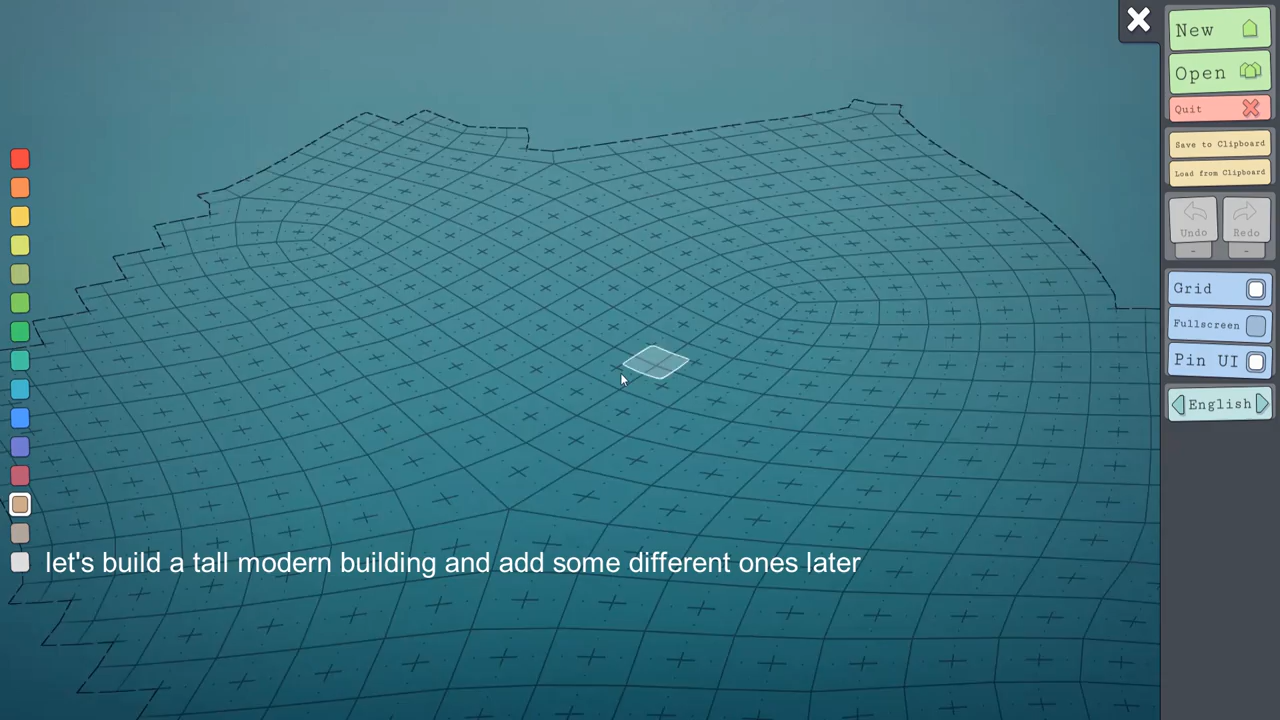 New
Open
Quit
Save to Clipboard
Load from Clipboard
Undo Redo
Grid
Fullscreen
Pin UI
English
let's build a tall modern building and add some different ones later